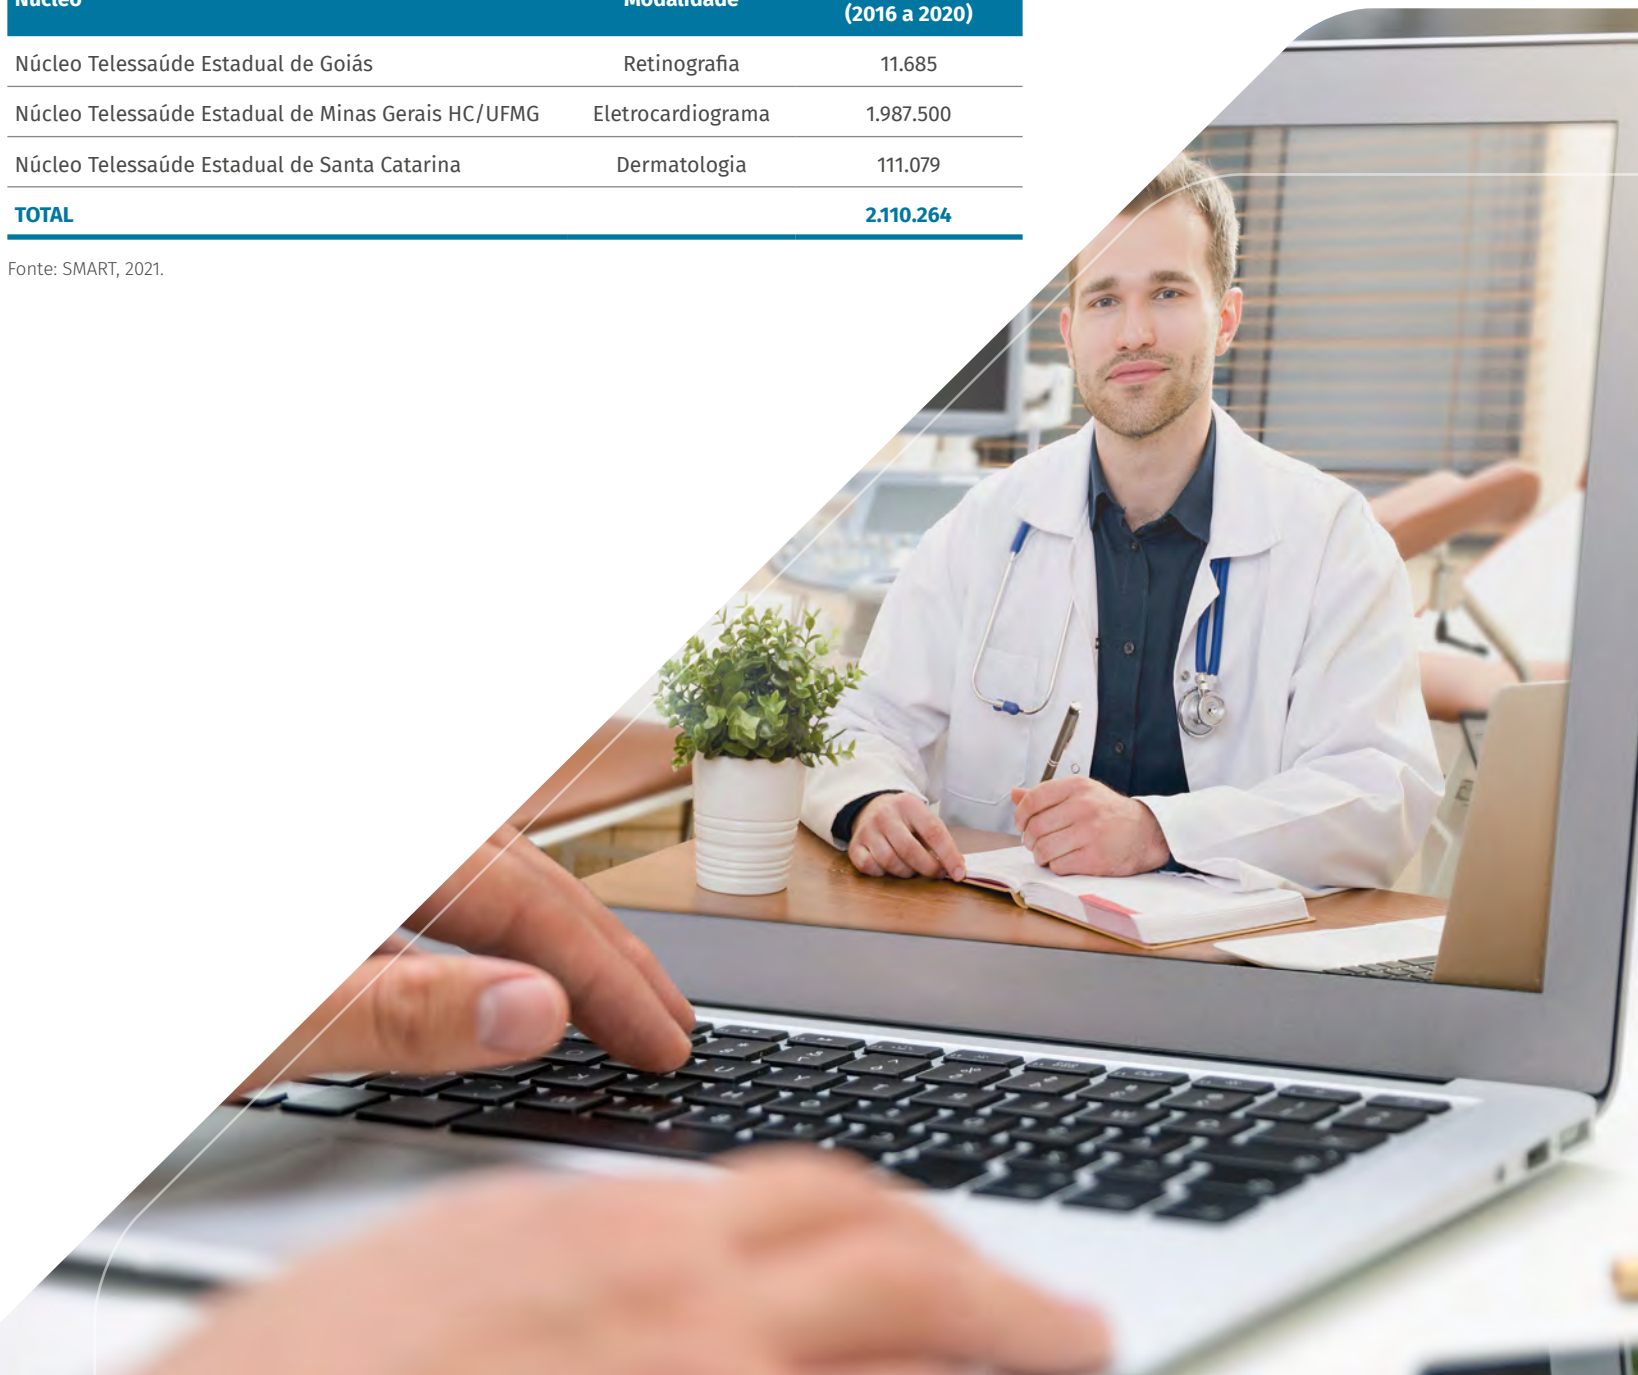 Núcleo Modalidade
(2016 a 2020)
Núcleo Telessaúde Estadual de Goiás Retinografia 11.685
Núcleo Telessaúde Estadual de Minas Gerais HC/UFMG Eletrocardiograma 1.987.500
Núcleo Telessaúde Estadual de Santa Catarina Dermatologia 111.079
TOTAL 2.110.264
Fonte: SMART, 2021.